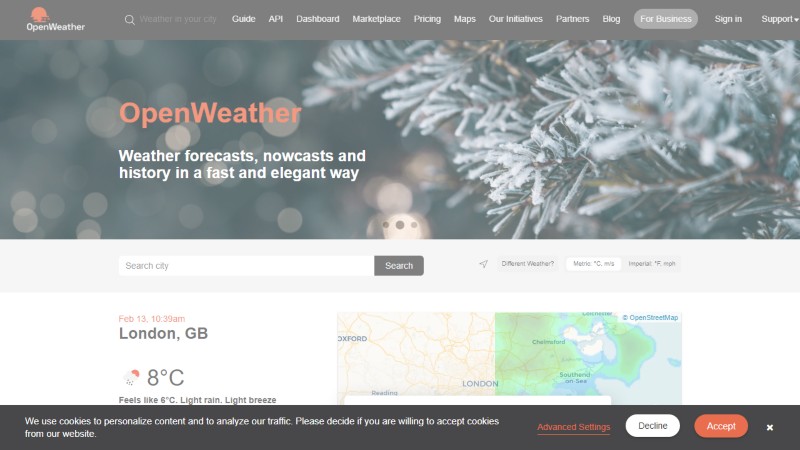 OpenWeather
Weather in your city
Guide
API
Dashboard
Marketplace
Pricing
Maps
Our Initiatives
Partners
Blog
For Business
Sign in
Support
OpenWeather
Weather forecasts, nowcasts and
history in a fast and elegant way
Search city
Search
Different Weather?
Metric: °C, m/s
Imperial: °F, mph
Feb 13, 10:39am
London, GB
8°C
Feels like 6°C. Light rain. Light breeze
© OpenStreetMap
Colchester
OXFORD
Chelmsford
LONDON
Southend-
on-Sea
Reading
We use cookies to personalize content and to analyze our traffic. Please decide if you are willing to accept cookies
from our website.
Advanced Settings
Decline
Accept